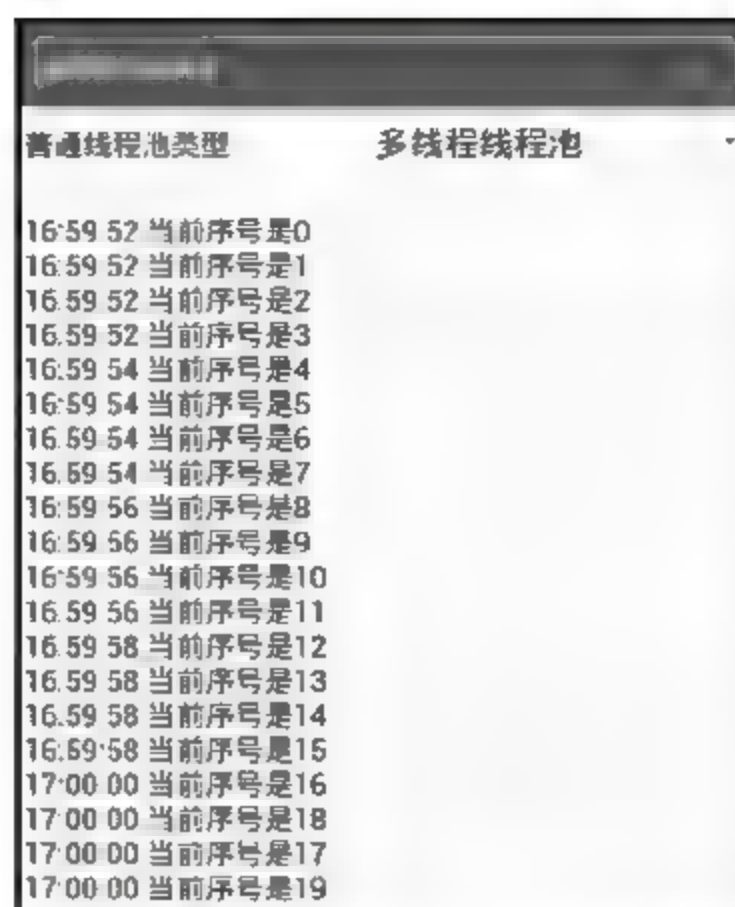 普通线程池类型 多线程线程池
16:59:52 当前序号是0
16:59:52 当前序号是1
16:59:52 当前序号是2
16:59:52 当前序号是3
16:59:54 当前序号是4
16:59:54 当前序号是5
16:59:54 当前序号是6
16:59:54 当前序号是7
16:59:56 当前序号是8
16:59:56 当前序号是9
16:59:56 当前序号是10
16:59:56 当前序号是11
16:59:58 当前序号是12
16:59:58 当前序号是13
16:59:58 当前序号是14
16:59:58 当前序号是15
17:00:00 当前序号是16
17:00:00 当前序号是18
17:00:00 当前序号是17
17:00:00 当前序号是19